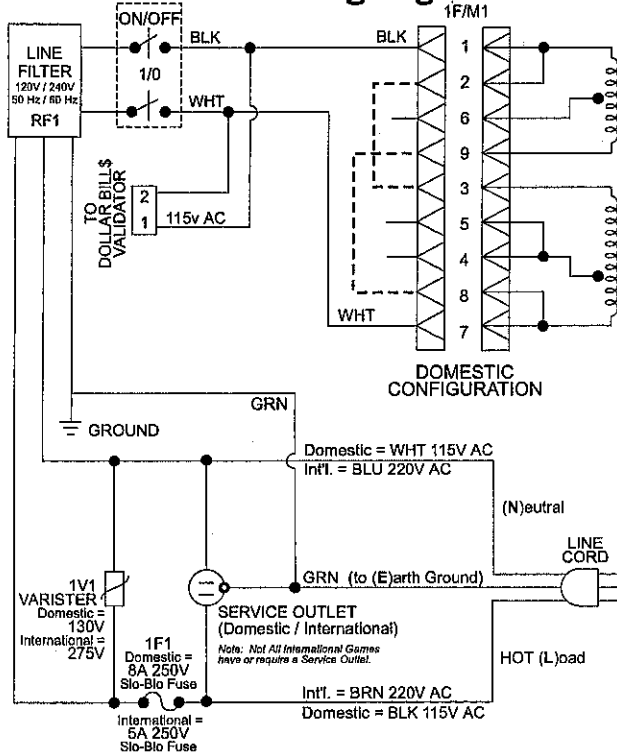 1F/M1
ON/OFF
BLK
BLK
1
LINE
FILTER
120V / 240V
50 Hz / 60 Hz
RF1
1/0
2
WHT
6
9
3
TO
DOLLAR BILL$
VALIDATOR
2
1
115v AC
5
4
8
WHT
7
DOMESTIC
CONFIGURATION
GRN
GROUND
Domestic = WHT 115V AC
Int'l. = BLU 220V AC
(N)eutral
LINE
CORD
GRN (to (E)arth Ground)
1V1
VARISTER
Domestic =
130V
International =
275V
SERVICE OUTLET
(Domestic / International)
Note: Not All International Games
have or require a Service Outlet.
HOT (L)oad
1F1
Domestic =
8A 250V
Slo-Blo Fuse
International =
5A 250V
Slo-Blo Fuse
Int'l. = BRN 220V AC
Domestic = BLK 115V AC